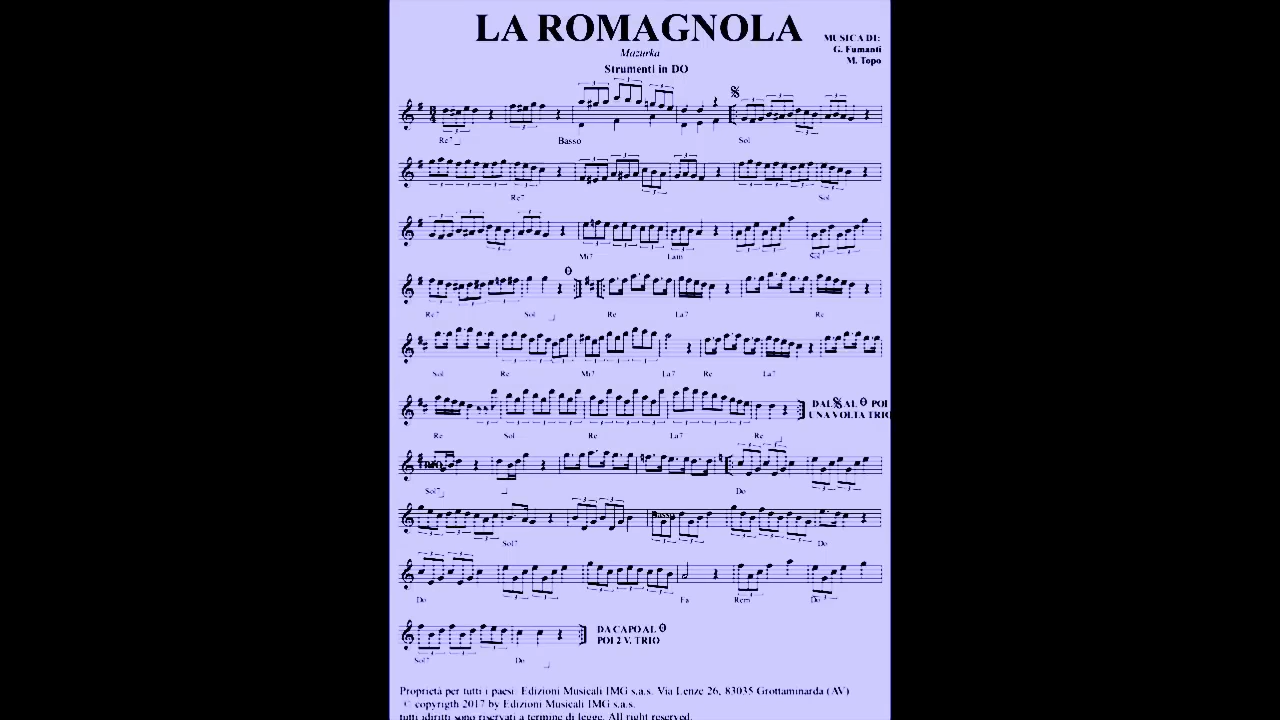 LA ROMAGNOLA
MUSICA DI:
Mazurka
G. Fumanti
M. Topo
Strumenti in DO
Re7 Basso Sol
Re7 Sol
Mi7 Lam Sol
Re7 Sol Re La7 Re
Sol Re Mi7 La7 Re La7
DAL AL POI
UNA VOLTA TRIO
Re Sol Re La7 Re
TRIO
Sol7 Do
Basso
Sol7 Do
Do Fa Rem Do
DA CAPO AL
POI 2 V. TRIO
Sol7 Do
Proprietà per tutti i paesi Edizioni Musicali IMG s.a.s. Via Lenze 26, 83035 Grottaminarda (AV)
© copyrigth 2017 by Edizioni Musicali IMG s.a.s.
tutti idiritti sono riservati a termine di legge. All right reserved.